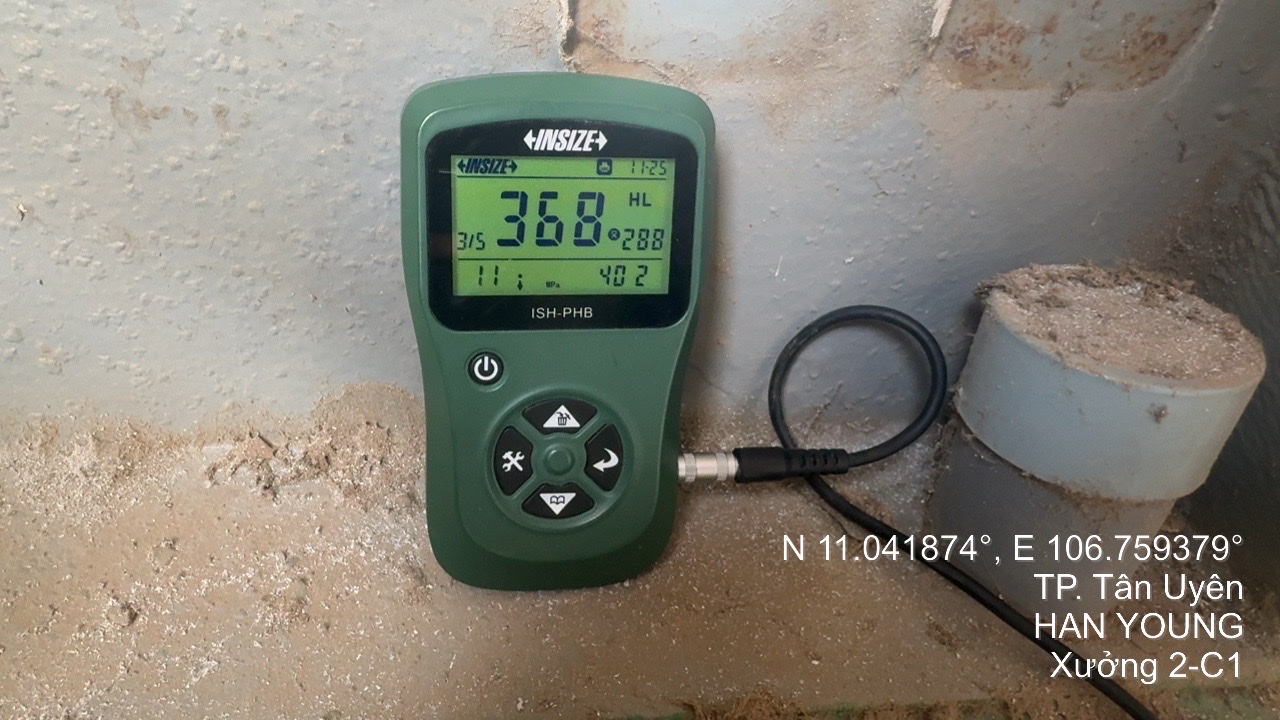 INSIZE
INSIZE 11-25
368 HL
3/5 288
11 MPa 402
ISH-PHB
N 11.041874°, E 106.759379°
TP. Tân Uyên
HAN YOUNG
Xưởng 2-C1